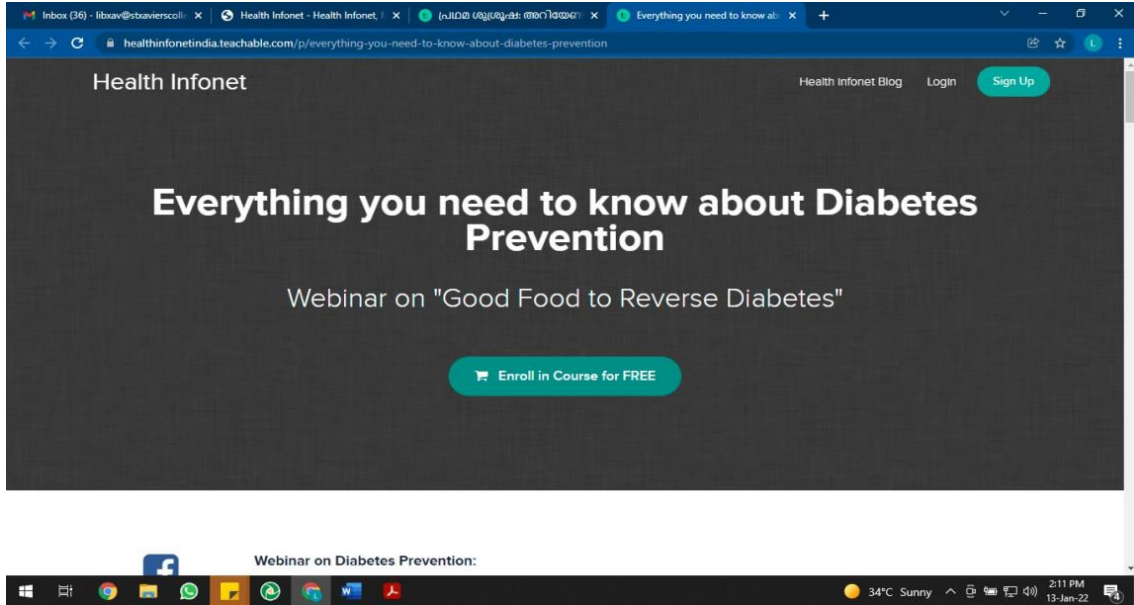 Inbox (36) - libxav@stxavierscoll
Health Infonet - Health Infonet,
(പ്രഥമ ശുശ്രൂഷ: അറിയേണ
Everything you need to know ab
healthinfonetindia.teachable.com/p/everything-you-need-to-know-about-diabetes-prevention
L
Health Infonet
Health Infonet Blog
Login
Sign Up
Everything you need to know about Diabetes
Prevention
Webinar on "Good Food to Reverse Diabetes"
Enroll in Course for FREE
Webinar on Diabetes Prevention:
34°C Sunny
2:11 PM
13-Jan-22
4